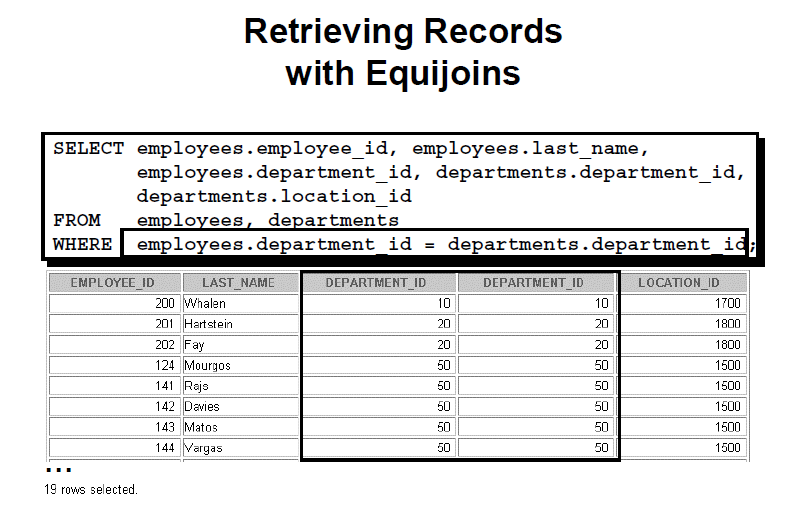 Retrieving Records
with Equijoins
SELECT employees.employee_id, employees.last_name,
employees.department_id, departments.department_id,
departments.location_id
FROM employees, departments
WHERE employees.department_id = departments.department_id;
EMPLOYEE_ID LAST_NAME DEPARTMENT_ID DEPARTMENT_ID LOCATION_ID
200 Whalen 10 10 1700
201 Hartstein 20 20 1800
202 Fay 20 20 1800
124 Mourgos 50 50 1500
141 Rajs 50 50 1500
142 Davies 50 50 1500
143 Matos 50 50 1500
144 Vargas 50 50 1500
...
19 rows selected.